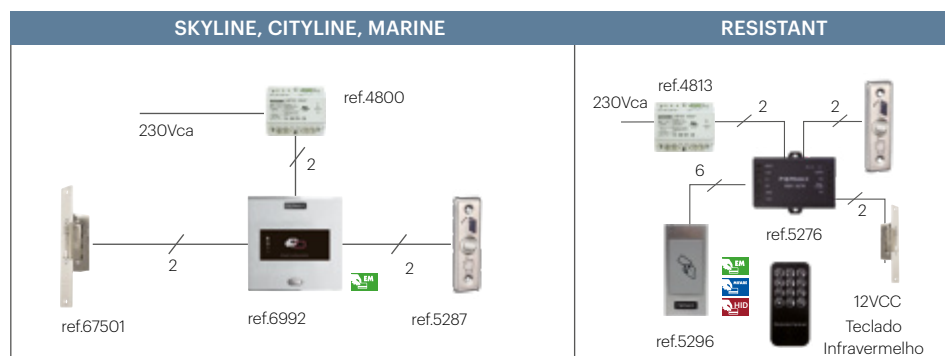 SKYLINE, CITYLINE, MARINE
ref.4800
230Vca
2
2
2
EM
ref.67501
ref.6992
ref.5287
RESISTANT
ref.4813
230Vca
2
2
6
2
ref.5276
EM
HID
12VCC
Teclado
Infravermelho
ref.5296